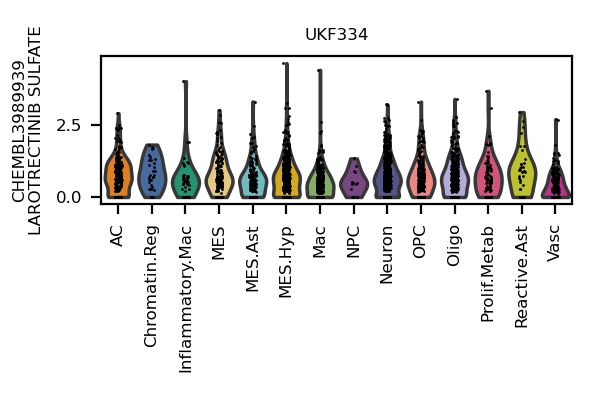 UKF334
CHEMBL3989939
LAROTRECTINIB SULFATE
2.5
0.0
AC
Chromatin.Reg
Inflammatory.Mac
MES
MES.Ast
MES.Hyp
Mac
NPC
Neuron
OPC
Oligo
Prolif.Metab
Reactive.Ast
Vasc